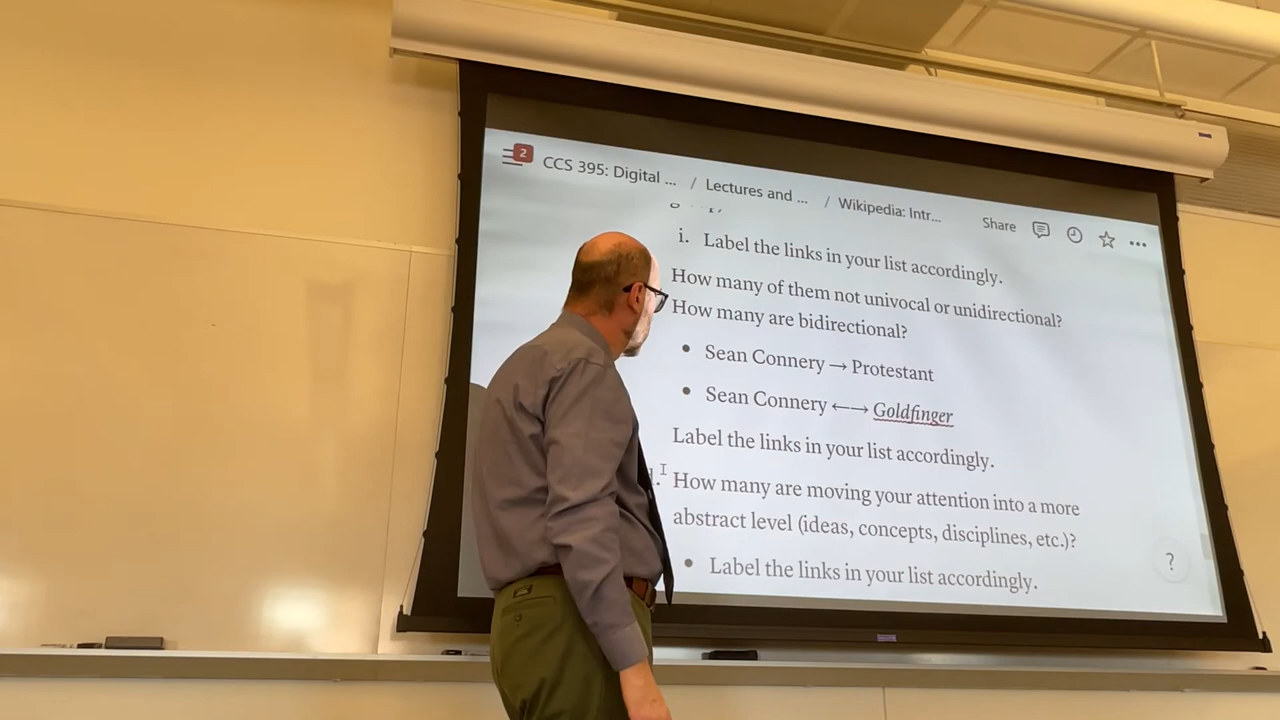 2
CCS 395: Digital ... / Lectures and ... / Wikipedia: Intr... Share
i. Label the links in your list accordingly.
How many of them not univocal or unidirectional?
How many are bidirectional?
• Sean Connery → Protestant
• Sean Connery ⟷ Goldfinger
Label the links in your list accordingly.
How many are moving your attention into a more
abstract level (ideas, concepts, disciplines, etc.)?
• Label the links in your list accordingly.
?